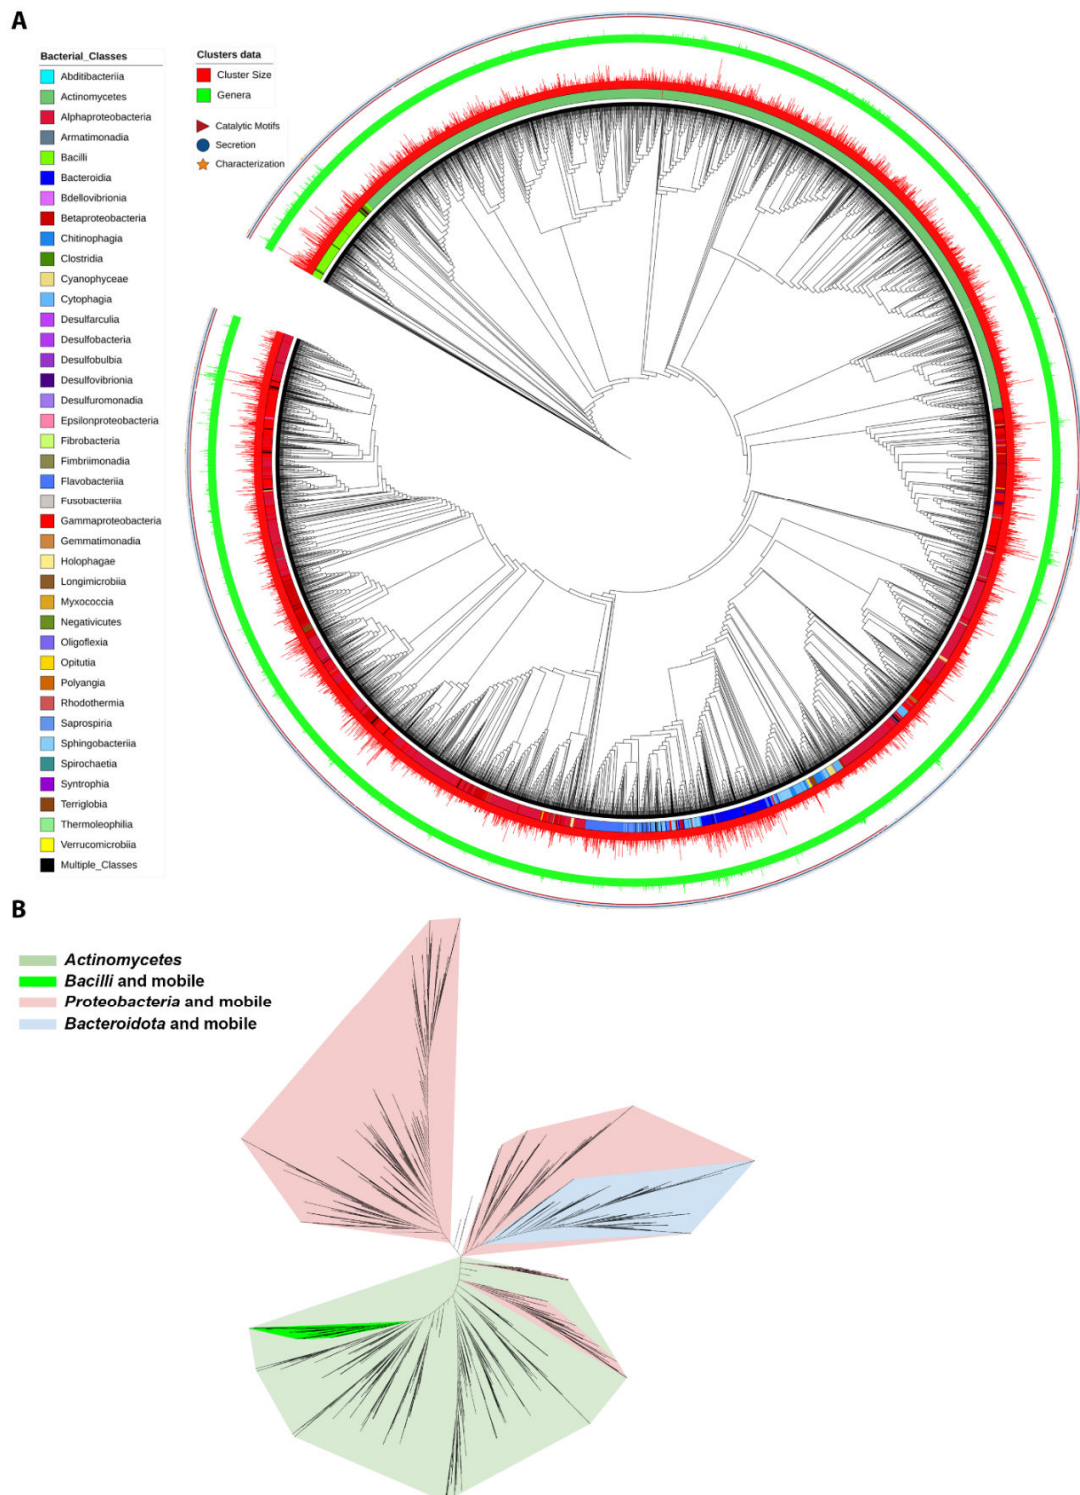 A
Bacterial_Classes
Abditibacteriia
Actinomycetes
Alphaproteobacteria
Armatimonadia
Bacilli
Bacteroidia
Bdellovibrionia
Betaproteobacteria
Chitinophagia
Clostridia
Cyanophyceae
Cytophagia
Desulfarculia
Desulfobacteria
Desulfobulbia
Desulfovibrionia
Desulfuromonadia
Epsilonproteobacteria
Fibrobacteria
Fimbriimonadia
Flavobacteriia
Fusobacteriia
Gammaproteobacteria
Gemmatimonadia
Holophagae
Longimicrobiia
Myxococcia
Negativicutes
Oligoflexia
Opitutia
Polyangia
Rhodothermia
Saprospiria
Sphingobacteriia
Spirochaetia
Syntrophia
Terriglobia
Thermoleophilia
Verrucomicrobiia
Multiple_Classes
Clusters data
Cluster Size
Genera
Catalytic Motifs
Secretion
Characterization
B
Actinomycetes
Bacilli and mobile
Proteobacteria and mobile
Bacteroidota and mobile